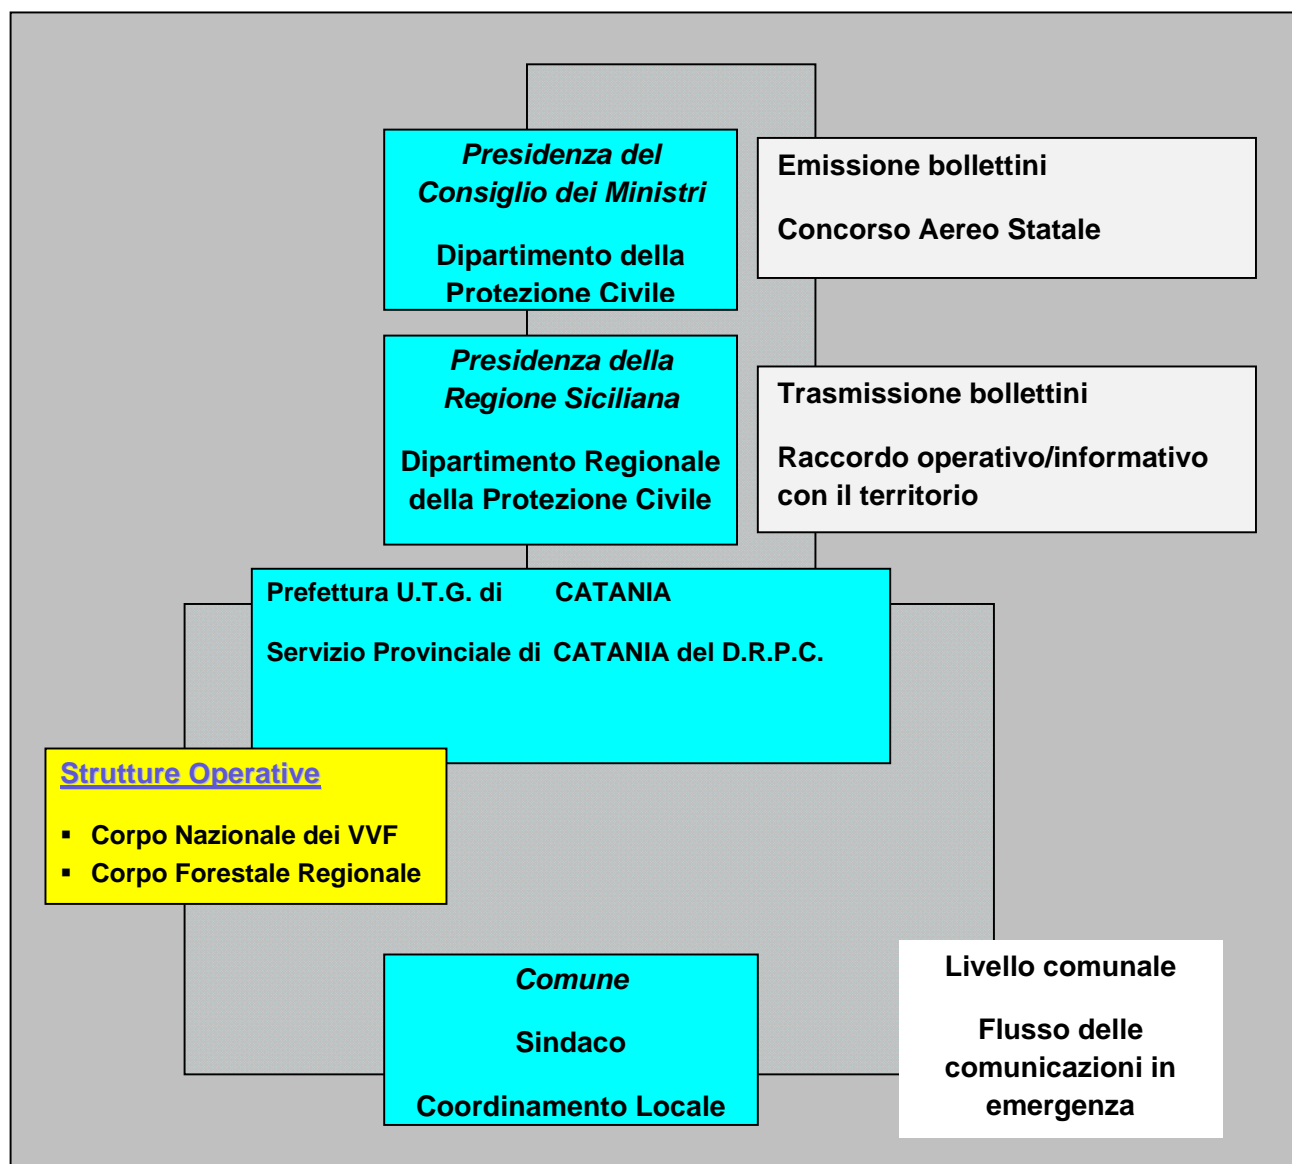 Presidenza del
Consiglio dei Ministri
Dipartimento della
Protezione Civile
Emissione bollettini
Concorso Aereo Statale
Presidenza della
Regione Siciliana
Dipartimento Regionale
della Protezione Civile
Trasmissione bollettini
Raccordo operativo/informativo
con il territorio
Prefettura U.T.G. di CATANIA
Servizio Provinciale di CATANIA del D.R.P.C.
Strutture Operative
▪ Corpo Nazionale dei VVF
▪ Corpo Forestale Regionale
Comune
Sindaco
Coordinamento Locale
Livello comunale
Flusso delle
comunicazioni in
emergenza